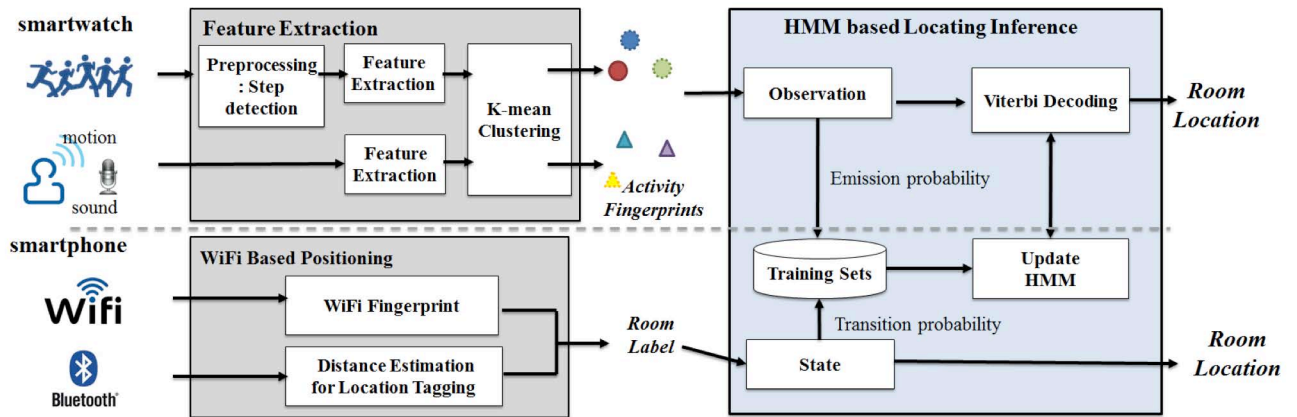 smartwatch
Feature Extraction
HMM based Locating Inference
Preprocessing
: Step
detection
Feature
Extraction
K-mean
Clustering
Observation
Viterbi Decoding
Room
Location
motion
sound
Feature
Extraction
Activity
Fingerprints
Emission probability
smartphone
WiFi Based Positioning
WiFi
WiFi Fingerprint
Bluetooth®
Distance Estimation
for Location Tagging
Room
Label
Training Sets
Update
HMM
Transition probability
State
Room
Location